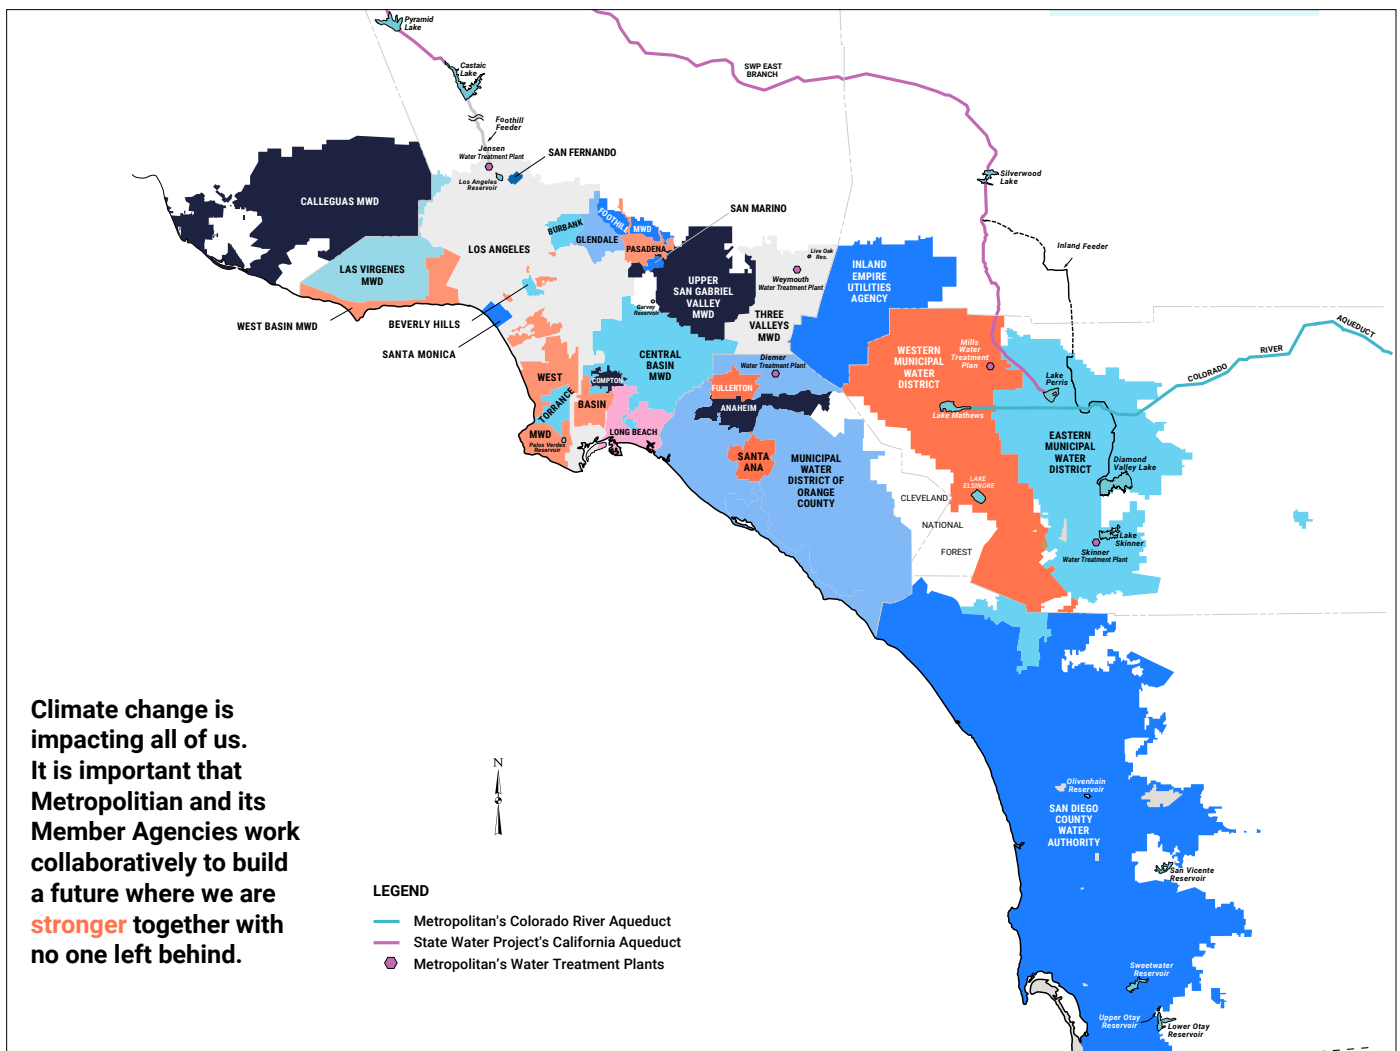 Pyramid
Lake
Castaic
Lake
SWP EAST
BRANCH
Foothill
Feeder
Jensen
Water Treatment Plant
SAN FERNANDO
Los Angeles
Reservoir
Silverwood
Lake
CALLEGUAS MWD
SAN MARINO
FOOTHILL
MWD
BURBANK
GLENDALE
PASADENA
LOS ANGELES
Inland Feeder
Live Oak
Res.
LAS VIRGENES
MWD
Weymouth
Water Treatment Plant
INLAND
EMPIRE
UTILITIES
AGENCY
UPPER
SAN GABRIEL
VALLEY
MWD
Garvey
Reservoir
THREE
VALLEYS
MWD
WEST BASIN MWD
BEVERLY HILLS
SANTA MONICA
AQUEDUCT
RIVER
COLORADO
CENTRAL
BASIN
MWD
Diemer
Water Treatment Plant
WESTERN
MUNICIPAL
WATER
DISTRICT
Mills
Water
Treatment
Plan
Lake
Perris
WEST
COMPTON
FULLERTON
TORRANCE
BASIN
ANAHEIM
Lake Mathews
MWD
Palos Verdes
Reservoir
LONG BEACH
SANTA
ANA
MUNICIPAL
WATER
DISTRICT OF
ORANGE
COUNTY
EASTERN
MUNICIPAL
WATER
DISTRICT
Diamond
Valley Lake
LAKE
ELSINORE
CLEVELAND
NATIONAL
FOREST
Lake
Skinner
Skinner
Water Treatment Plant
Climate change is
impacting all of us.
It is important that
Metropolitian and its
Member Agencies work
collaboratively to build
a future where we are
stronger together with
no one left behind.
N
Olivenhain
Reservoir
SAN DIEGO
COUNTY
WATER
AUTHORITY
San Vicente
Reservoir
LEGEND
Metropolitan's Colorado River Aqueduct
State Water Project's California Aqueduct
Metropolitan's Water Treatment Plants
Sweetwater
Reservoir
Upper Otay
Reservoir
Lower Otay
Reservoir